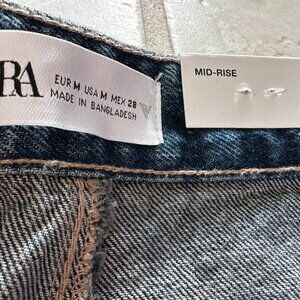 RA
EUR M USA M MEX 28
MADE IN BANGLADESH
MID-RISE